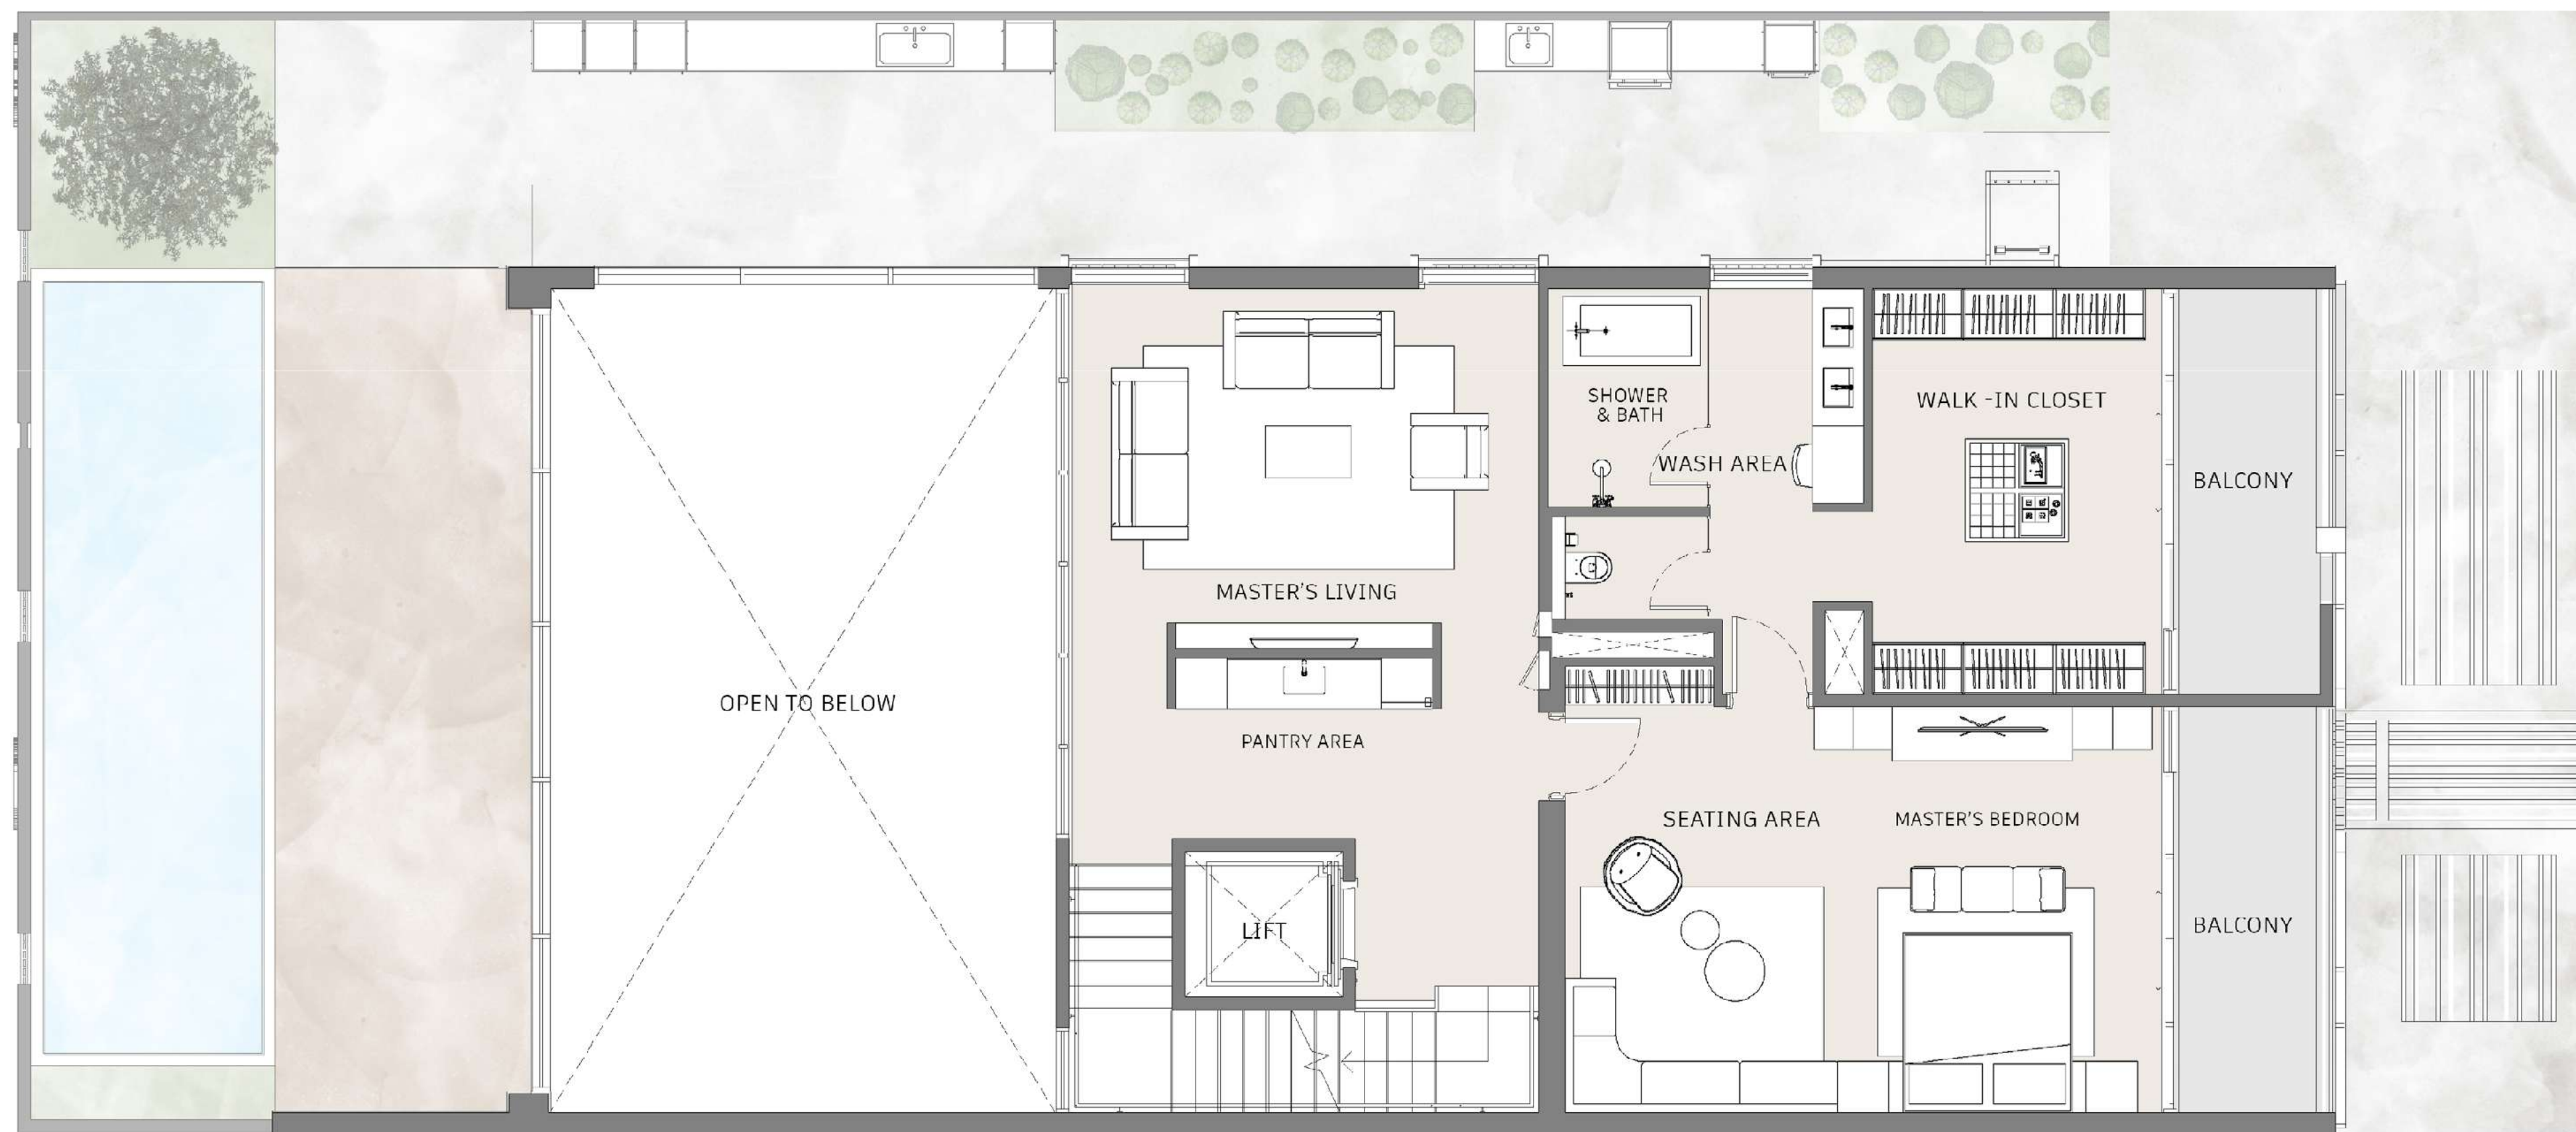 SHOWER
& BATH
WALK -IN CLOSET
WASH AREA
BALCONY
MASTER'S LIVING
OPEN TO BELOW
PANTRY AREA
SEATING AREA
MASTER'S BEDROOM
LIFT
BALCONY